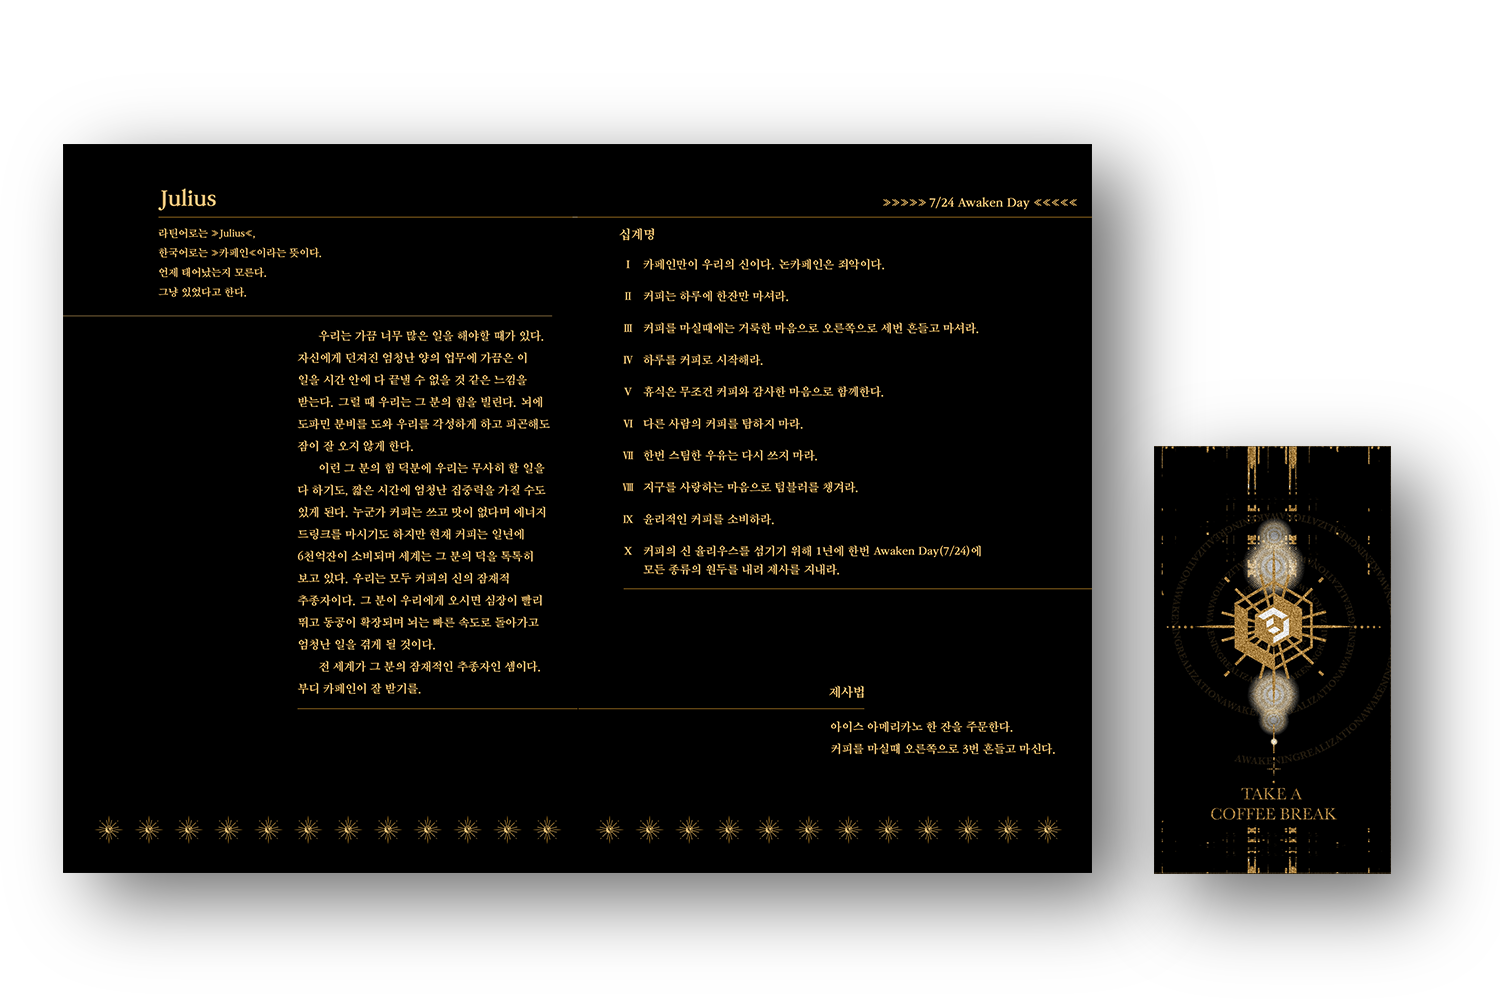 Julius
라틴어로는 »Julius«,
한국어로는 »카페인«이라는 뜻이다.
언제 태어났는지 모른다.
그냥 있었다고 한다.
우리는 가끔 너무 많은 일을 해야할 때가 있다.
자신에게 던져진 엄청난 양의 업무에 가끔은 이
일을 시간 안에 다 끝낼 수 없을 것 같은 느낌을
받는다. 그럴 때 우리는 그 분의 힘을 빌린다. 뇌에
도파민 분비를 도와 우리를 각성하게 하고 피곤해도
잠이 잘 오지 않게 한다.
이런 그 분의 힘 덕분에 우리는 무사히 할 일을
다 하기도, 짧은 시간에 엄청난 집중력을 가질 수도
있게 된다. 누군가 커피는 쓰고 맛이 없다며 에너지
드링크를 마시기도 하지만 현재 커피는 일년에
6천억잔이 소비되며 세계는 그 분의 덕을 톡톡히
보고 있다. 우리는 모두 커피의 신의 잠재적
추종자이다. 그 분이 우리에게 오시면 심장이 빨리
뛰고 동공이 확장되며 뇌는 빠른 속도로 돌아가고
엄청난 일을 겪게 될 것이다.
전 세계가 그 분의 잠재적인 추종자인 셈이다.
부디 카페인이 잘 받기를.
»»»»» 7/24 Awaken Day «««««
십계명
I 카페인만이 우리의 신이다. 논카페인은 죄악이다.
II 커피는 하루에 한잔만 마셔라.
III 커피를 마실때에는 거룩한 마음으로 오른쪽으로 세번 흔들고 마셔라.
IV 하루를 커피로 시작해라.
V 휴식은 무조건 커피와 감사한 마음으로 함께한다.
VI 다른 사람의 커피를 탐하지 마라.
VII 한번 스팀한 우유는 다시 쓰지 마라.
VIII 지구를 사랑하는 마음으로 텀블러를 챙겨라.
IX 윤리적인 커피를 소비하라.
X 커피의 신 율리우스를 섬기기 위해 1년에 한번 Awaken Day(7/24)에
모든 종류의 원두를 내려 제사를 지내라.
제사법
아이스 아메리카노 한 잔을 주문한다.
커피를 마실때 오른쪽으로 3번 흔들고 마신다.
TAKE A
COFFEE BREAK